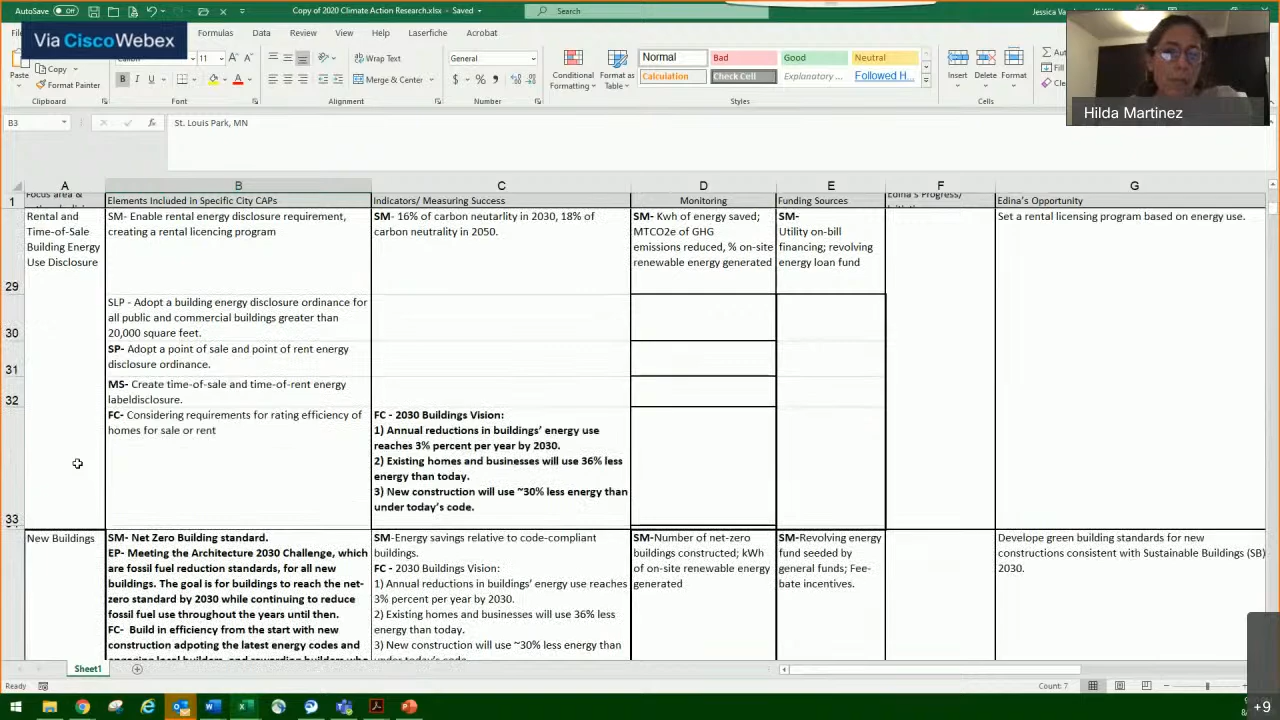 AutoSave Off
Copy of 2020 Climate Action Research.xlsx - Saved
Search
Via CiscoWebex
Formulas Data Review View Help Laserfiche Acrobat
Paste
Copy
Format Painter
Clipboard
11
B I U
Font
Wrap Text
Merge & Center
Alignment
General
$ %
Number
Conditional Formatting
Format as Table
Normal Bad Good Neutral
Calculation Check Cell Explanatory ... Followed H...
Styles
Insert Delete Format
Cells
Hilda Martinez
B3
fx
St. Louis Park, MN
A B C D E F G
1
Elements Included in Specific City CAPs
Indicators/ Measuring Success
Monitoring
Funding Sources
Edina's Progress/
Edina's Opportunity
Rental and
Time-of-Sale
Building Energy
Use Disclosure
SM- Enable rental energy disclosure requirement,
creating a rental licencing program
SM - 16% of carbon neutarlity in 2030, 18% of
carbon neutrality in 2050.
SM- Kwh of energy saved;
MTCO2e of GHG
emissions reduced, % on-site
renewable energy generated
SM-
Utility on-bill
financing; revolving
energy loan fund
Set a rental licensing program based on energy use.
29
SLP - Adopt a building energy disclosure ordinance for
all public and commercial buildings greater than
20,000 square feet.
30
SP- Adopt a point of sale and point of rent energy
disclosure ordinance.
31
MS- Create time-of-sale and time-of-rent energy
labeldisclosure.
32
FC- Considering requirements for rating efficiency of
homes for sale or rent
FC - 2030 Buildings Vision:
1) Annual reductions in buildings' energy use
reaches 3% percent per year by 2030.
2) Existing homes and businesses will use 36% less
energy than today.
3) New construction will use ~30% less energy than
under today's code.
33
New Buildings
SM- Net Zero Building standard.
EP- Meeting the Architecture 2030 Challenge, which
are fossil fuel reduction standards, for all new
buildings. The goal is for buildings to reach the net-
zero standard by 2030 while continuing to reduce
fossil fuel use throughout the years until then.
FC- Build in efficiency from the start with new
construction adpoting the latest energy codes and
SM-Energy savings relative to code-compliant
buildings.
FC - 2030 Buildings Vision:
1) Annual reductions in buildings' energy use reaches
3% percent per year by 2030.
2) Existing homes and businesses will use 36% less
energy than today.
3) New construction will use ~30% less energy than
under today's code.
SM-Number of net-zero
buildings constructed; kWh
of on-site renewable energy
generated
SM-Revolving energy
fund seeded by
general funds; Fee-
bate incentives.
Develope green building standards for new
constructions consistent with Sustainable Buildings (SB)
2030.
Sheet1
Ready
Count: 7
+9